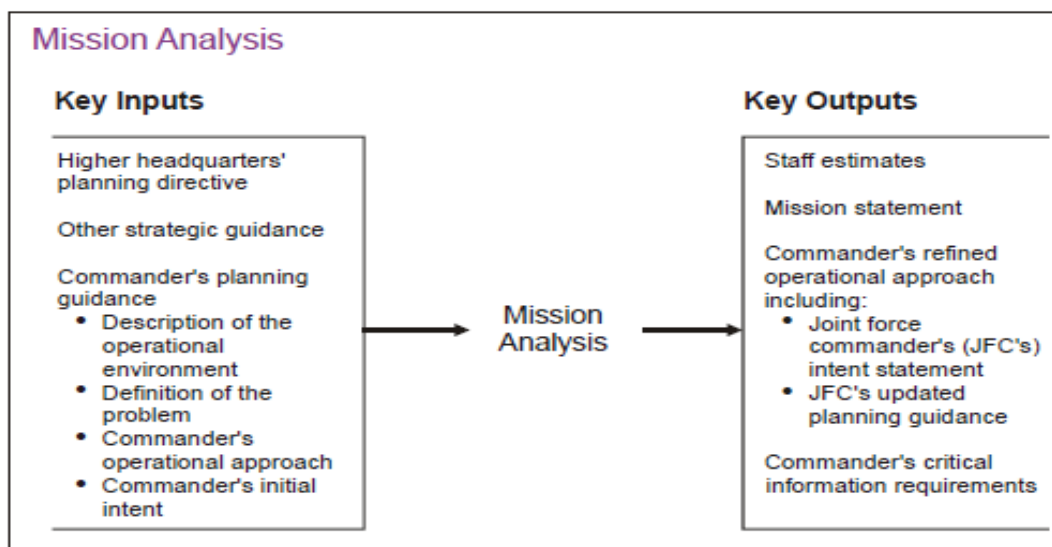 Mission Analysis
Key Inputs
Higher headquarters'
planning directive
Other strategic guidance
Commander's planning
guidance
• Description of the
operational
environment
• Definition of the
problem
• Commander's
operational approach
• Commander's initial
intent
Mission
Analysis
Key Outputs
Staff estimates
Mission statement
Commander's refined
operational approach
including:
• Joint force
commander's (JFC's)
intent statement
• JFC's updated
planning guidance
Commander's critical
information requirements